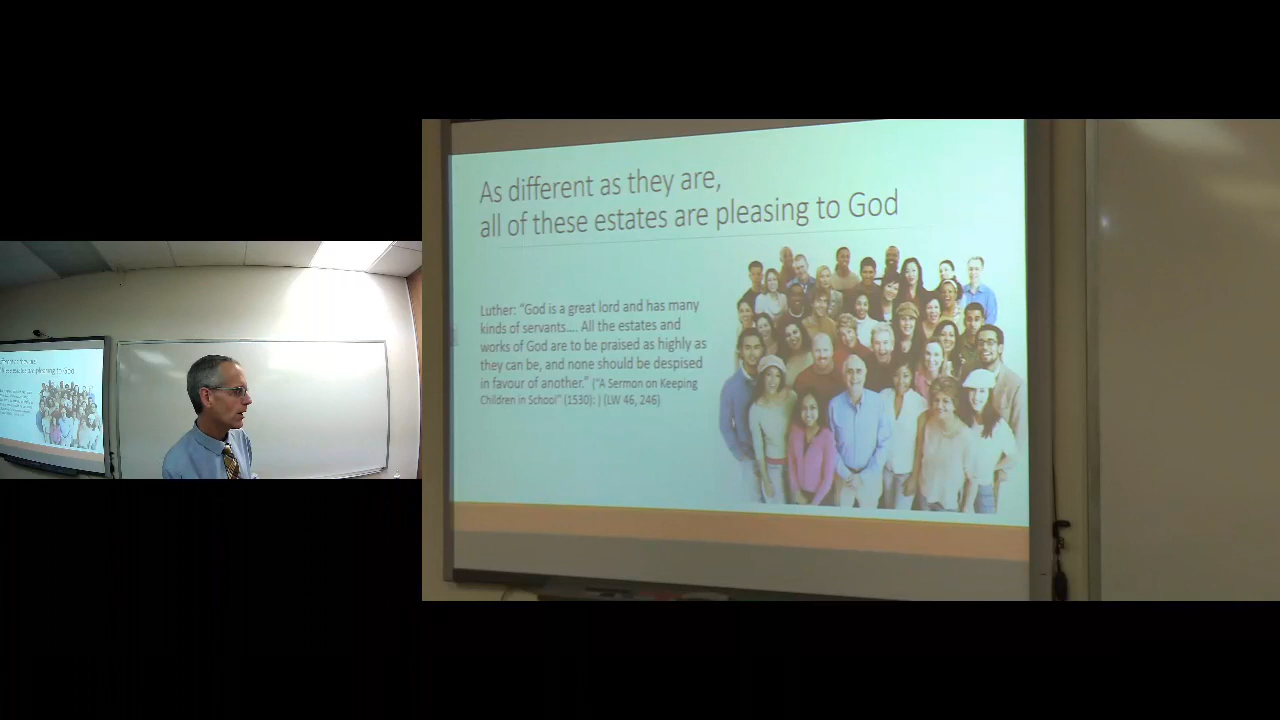 As different as they are,
all of these estates are pleasing to God
Luther: “God is a great lord and has many
kinds of servants.... All the estates and
works of God are to be praised as highly as
they can be, and none should be despised
in favour of another.” (“A Sermon on Keeping
Children in School” (1530): ) (LW 46, 246)